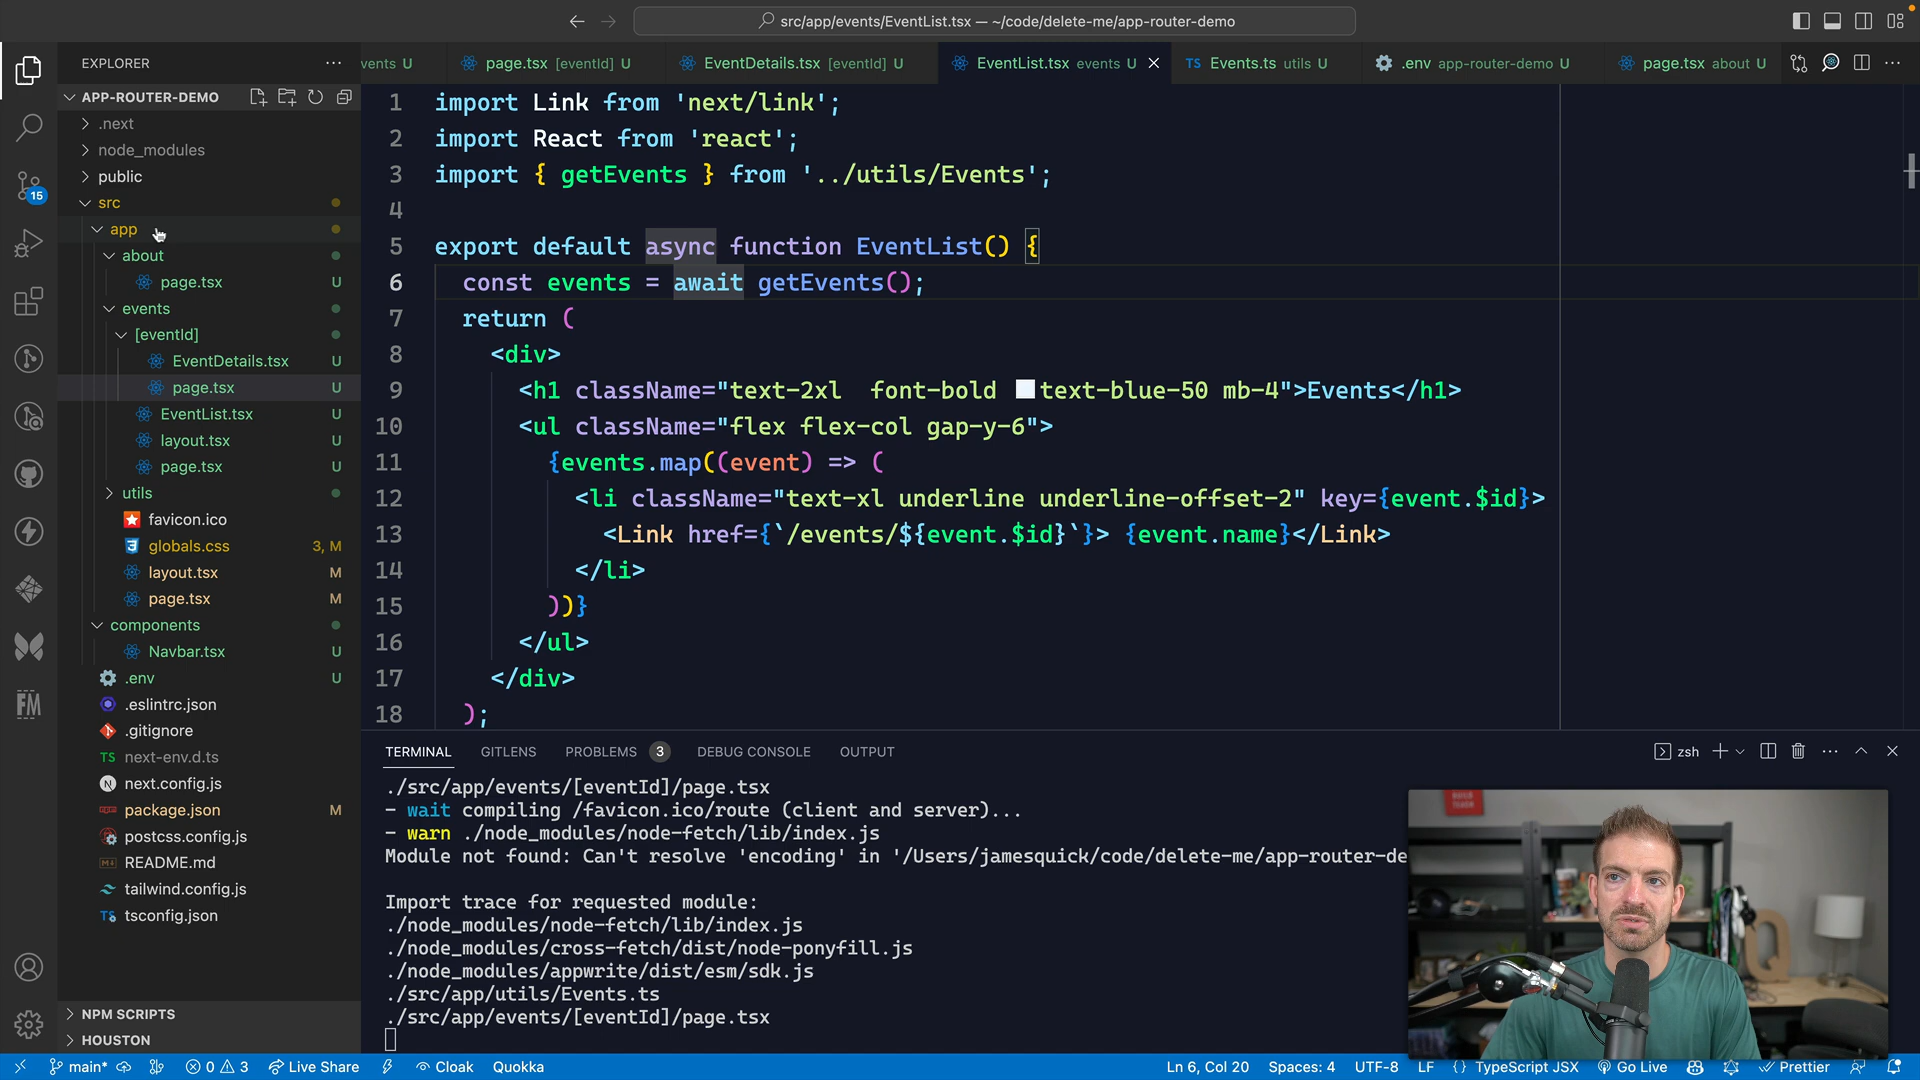 src/app/events/EventList.tsx — ~/code/delete-me/app-router-demo
EXPLORER
vents U
page.tsx [eventId] U
EventDetails.tsx [eventId] U
EventList.tsx events U
TS Events.ts utils U
.env app-router-demo U
page.tsx about U
APP-ROUTER-DEMO
.next
node_modules
public
src
app
about
page.tsx U
events
[eventId]
EventDetails.tsx U
page.tsx U
EventList.tsx U
layout.tsx U
page.tsx U
utils
favicon.ico
globals.css 3, M
layout.tsx M
page.tsx M
components
Navbar.tsx U
.env U
.eslintrc.json
.gitignore
TS next-env.d.ts
N next.config.js
package.json M
postcss.config.js
README.md
tailwind.config.js
TS tsconfig.json
NPM SCRIPTS
HOUSTON
15
FM
1 import Link from 'next/link';
2 import React from 'react';
3 import { getEvents } from '../utils/Events';
4
5 export default async function EventList() {
6 const events = await getEvents();
7 return (
8 <div>
9 <h1 className="text-2xl font-bold text-blue-50 mb-4">Events</h1>
10 <ul className="flex flex-col gap-y-6">
11 {events.map((event) => (
12 <li className="text-xl underline underline-offset-2" key={event.$id}>
13 <Link href={`/events/${event.$id}`}> {event.name}</Link>
14 </li>
15 ))}
16 </ul>
17 </div>
18 );
TERMINAL GITLENS PROBLEMS 3 DEBUG CONSOLE OUTPUT
zsh
./src/app/events/[eventId]/page.tsx
- wait compiling /favicon.ico/route (client and server)...
- warn ./node_modules/node-fetch/lib/index.js
Module not found: Can't resolve 'encoding' in '/Users/jamesquick/code/delete-me/app-router-de
Import trace for requested module:
./node_modules/node-fetch/lib/index.js
./node_modules/cross-fetch/dist/node-ponyfill.js
./node_modules/appwrite/dist/esm/sdk.js
./src/app/utils/Events.ts
./src/app/events/[eventId]/page.tsx
main* 0 3 Live Share Cloak Quokka
Ln 6, Col 20 Spaces: 4 UTF-8 LF {} TypeScript JSX Go Live Prettier